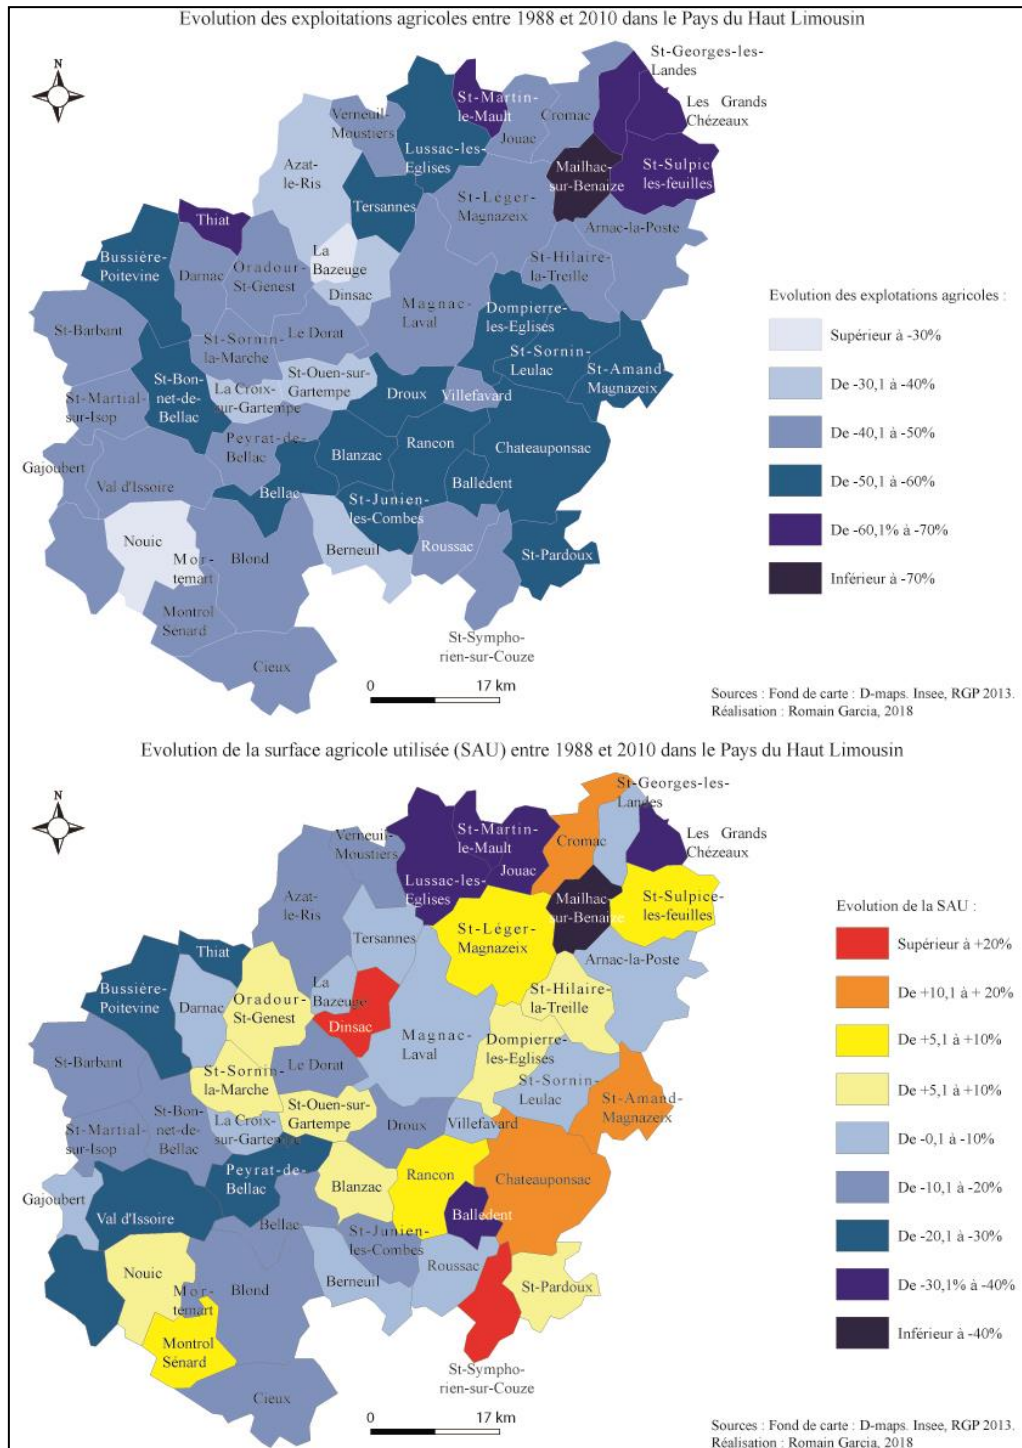 Evolution des exploitations agricoles entre 1988 et 2010 dans le Pays du Haut Limousin
N
St-Georges-les-
Landes
Verneuil-
Moustiers
St-Martin-
le-Mault
Cromac
Les Grands
Chézeaux
Jouac
Lussac-les-
Eglises
Azat-
le-Ris
Mailhac-
sur-Benaize
St-Sulpice-
les-feuilles
Tersannes
St-Léger-
Magnazeix
Thiat
Arnac-la-Poste
Bussière-
Poitevine
Darnac
Oradour-
St-Genest
La
Bazeuge
St-Hilaire-
la-Treille
Dinsac
Magnac-
Laval
Dompierre-
les-Eglises
St-Barbant
St-Sornin-
la-Marche
Le Dorat
St-Sornin-
Leulac
St-Amand-
Magnazeix
St-Bon-
net-de-
Bellac
St-Ouen-sur-
Gartempe
La Croix-
sur-Gartempe
Droux
Villefavard
St-Martial-
sur-Isop
Peyrat-de-
Bellac
Blanzac
Rancon
Chateauponsac
Gajoubert
Val d'Issoire
Bellac
Balledent
St-Junien-
les-Combes
Nouic
Mor-
temart
Blond
Berneuil
Roussac
St-Pardoux
Montrol
Sénard
Cieux
St-Sympho-
rien-sur-Couze
Evolution des explotations agricoles :
Supérieur à -30%
De -30,1 à -40%
De -40,1 à -50%
De -50,1 à -60%
De -60,1% à -70%
Inférieur à -70%
0 17 km
Sources : Fond de carte : D-maps. Insee, RGP 2013.
Réalisation : Romain Garcia, 2018
Evolution de la surface agricole utilisée (SAU) entre 1988 et 2010 dans le Pays du Haut Limousin
N
St-Georges-les-
Landes
Verneuil-
Moustiers
St-Martin-
le-Mault
Cromac
Les Grands
Chézeaux
Jouac
Lussac-les-
Eglises
Azat-
le-Ris
Mailhac-
sur-Benaize
St-Sulpice-
les-feuilles
Tersannes
St-Léger-
Magnazeix
Thiat
Arnac-la-Poste
Bussière-
Poitevine
Darnac
Oradour-
St-Genest
La
Bazeuge
St-Hilaire-
la-Treille
Dinsac
Magnac-
Laval
Dompierre-
les-Eglises
St-Barbant
St-Sornin-
la-Marche
Le Dorat
St-Sornin-
Leulac
St-Amand-
Magnazeix
St-Bon-
net-de-
Bellac
St-Ouen-sur-
Gartempe
La Croix-
sur-Gartempe
Droux
Villefavard
St-Martial-
sur-Isop
Peyrat-de-
Bellac
Blanzac
Rancon
Chateauponsac
Gajoubert
Val d'Issoire
Bellac
Balledent
St-Junien-
les-Combes
Nouic
Mor-
temart
Blond
Berneuil
Roussac
St-Pardoux
Montrol
Sénard
Cieux
St-Sympho-
rien-sur-Couze
Evolution de la SAU :
Supérieur à +20%
De +10,1 à + 20%
De +5,1 à +10%
De +5,1 à +10%
De -0,1 à -10%
De -10,1 à -20%
De -20,1 à -30%
De -30,1% à -40%
Inférieur à -40%
0 17 km
Sources : Fond de carte : D-maps. Insee, RGP 2013.
Réalisation : Romain Garcia, 2018